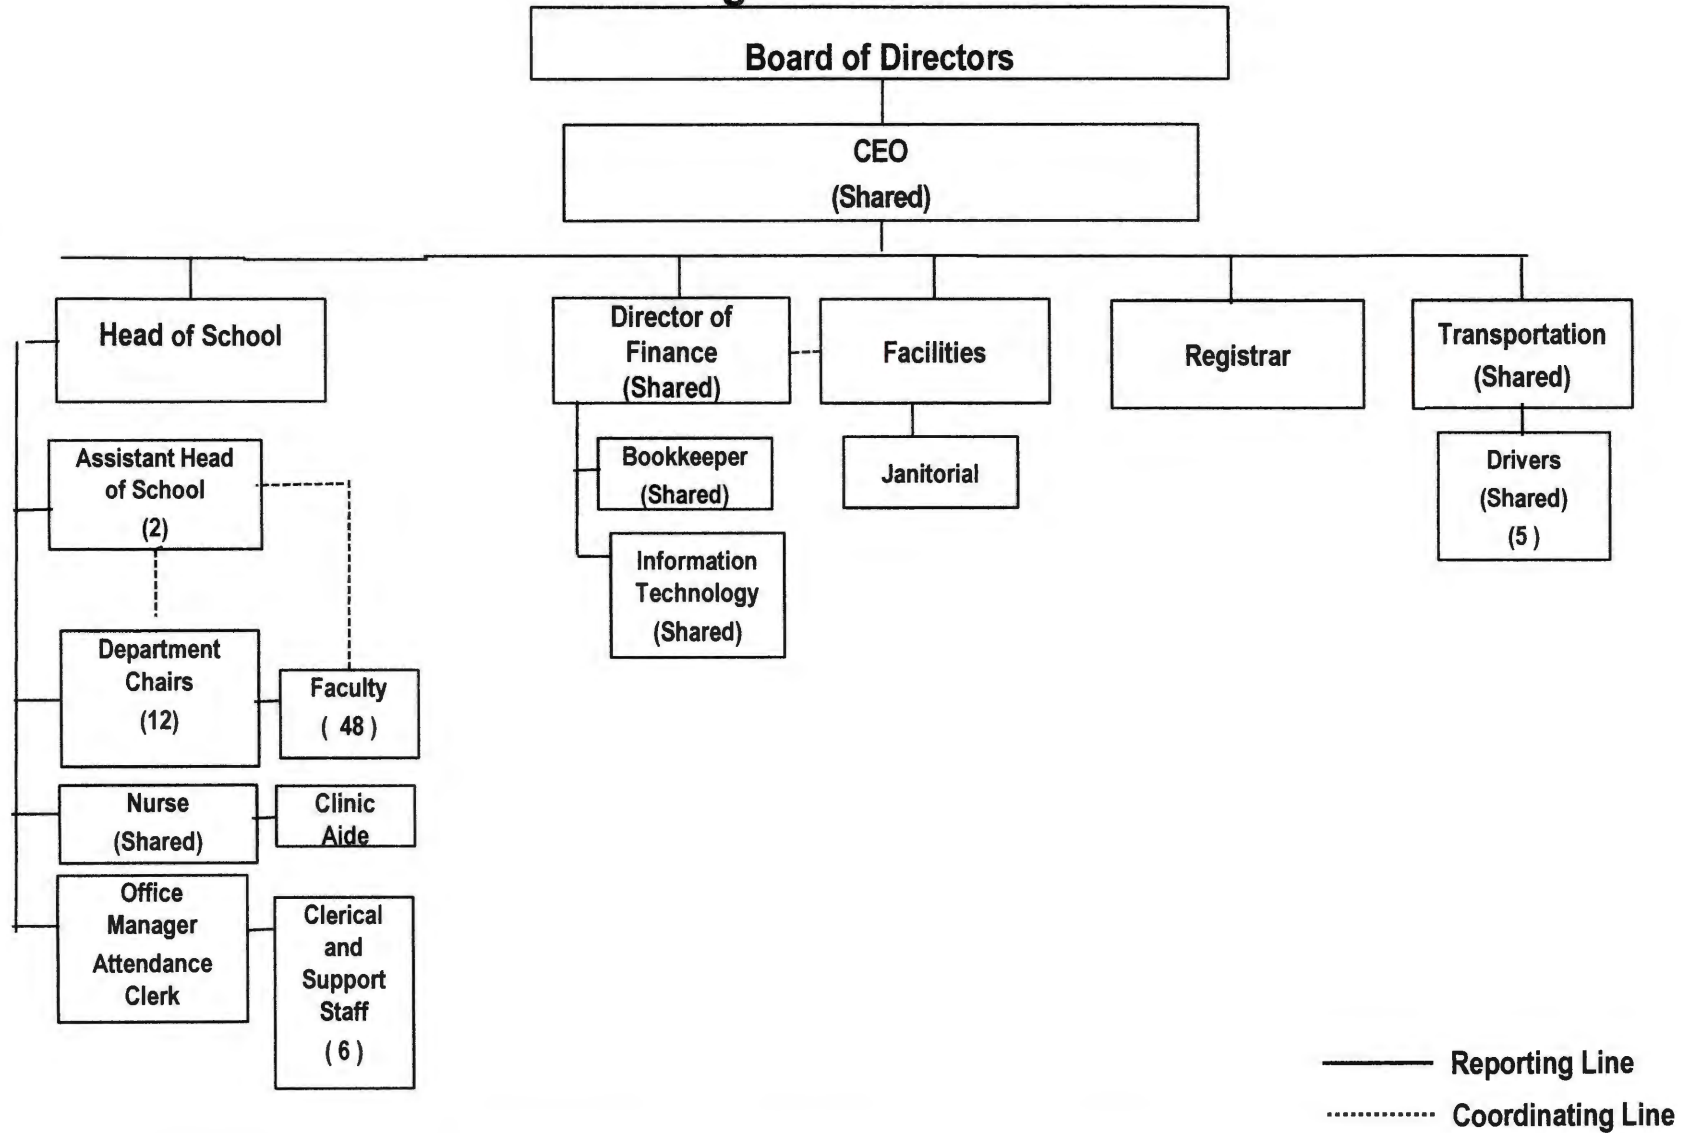 Board of Directors
CEO
(Shared)
Head of School
Director of
Finance
(Shared)
Facilities
Registrar
Transportation
(Shared)
Assistant Head
of School
(2)
Bookkeeper
(Shared)
Janitorial
Drivers
(Shared)
(5 )
Information
Technology
(Shared)
Department
Chairs
(12)
Faculty
( 48 )
Nurse
(Shared)
Clinic
Aide
Office
Manager
Attendance
Clerk
Clerical
and
Support
Staff
( 6 )
Reporting Line
Coordinating Line